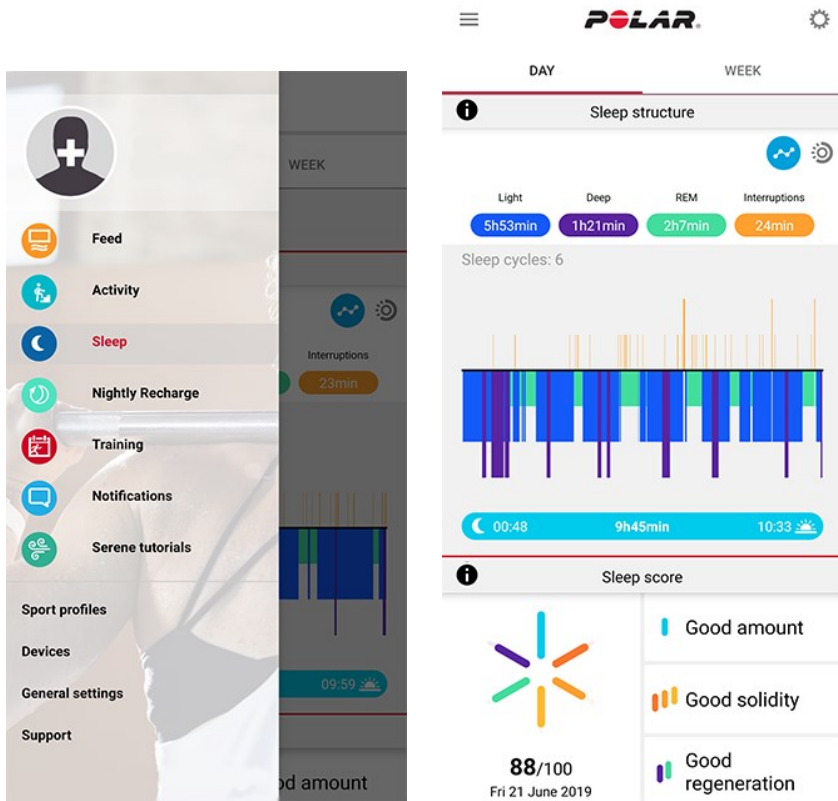 WEEK
Feed
Activity
Sleep
Interruptions
Nightly Recharge
23min
Training
Notifications
Serene tutorials
Sport profiles
Devices
General settings
09:59
Support
od amount
POLAR.
DAY
WEEK
Sleep structure
Light
Deep
REM
Interruptions
5h53min
1h21min
2h7min
24min
Sleep cycles: 6
00:48
9h45min
10:33
Sleep score
Good amount
Good solidity
88/100
Fri 21 June 2019
Good
regeneration